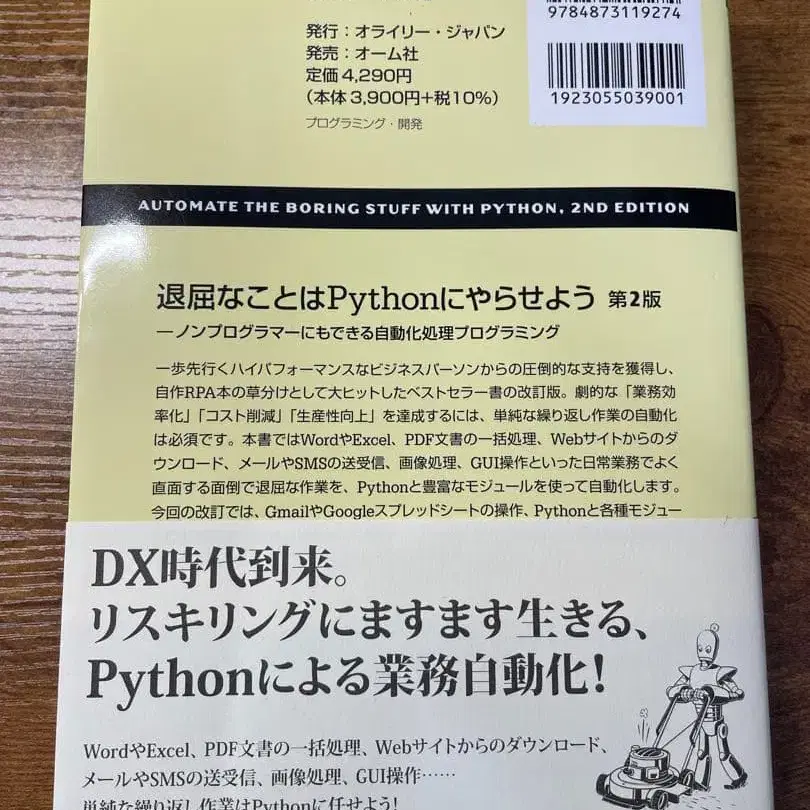 9784873119274
発行：オライリー・ジャパン
発売：オーム社
定価4,290円
（本体3,900円＋税10%）
1923055039001
プログラミング・開発
AUTOMATE THE BORING STUFF WITH PYTHON, 2ND EDITION
退屈なことはPythonにやらせよう 第2版
―ノンプログラマーにもできる自動化処理プログラミング
一歩先行くハイパフォーマンスなビジネスパーソンからの圧倒的な支持を獲得し、
自作RPA本の草分けとして大ヒットしたベストセラー書の改訂版。劇的な「業務効
率化」「コスト削減」「生産性向上」を達成するには、単純な繰り返し作業の自動化
は必須です。本書ではWordやExcel、PDF文書の一括処理、Webサイトからのダ
ウンロード、メールやSMSの送受信、画像処理、GUI操作といった日常業務でよく
直面する面倒で退屈な作業を、Pythonと豊富なモジュールを使って自動化します。
今回の改訂では、GmailやGoogleスプレッドシートの操作、Pythonと各種モジュー
DX時代到来。
リスキリングにますます生きる、
Pythonによる業務自動化！
WordやExcel、PDF文書の一括処理、Webサイトからのダウンロード、
メールやSMSの送受信、画像処理、GUI操作……
単純な繰り返し作業はPythonに任せよう！